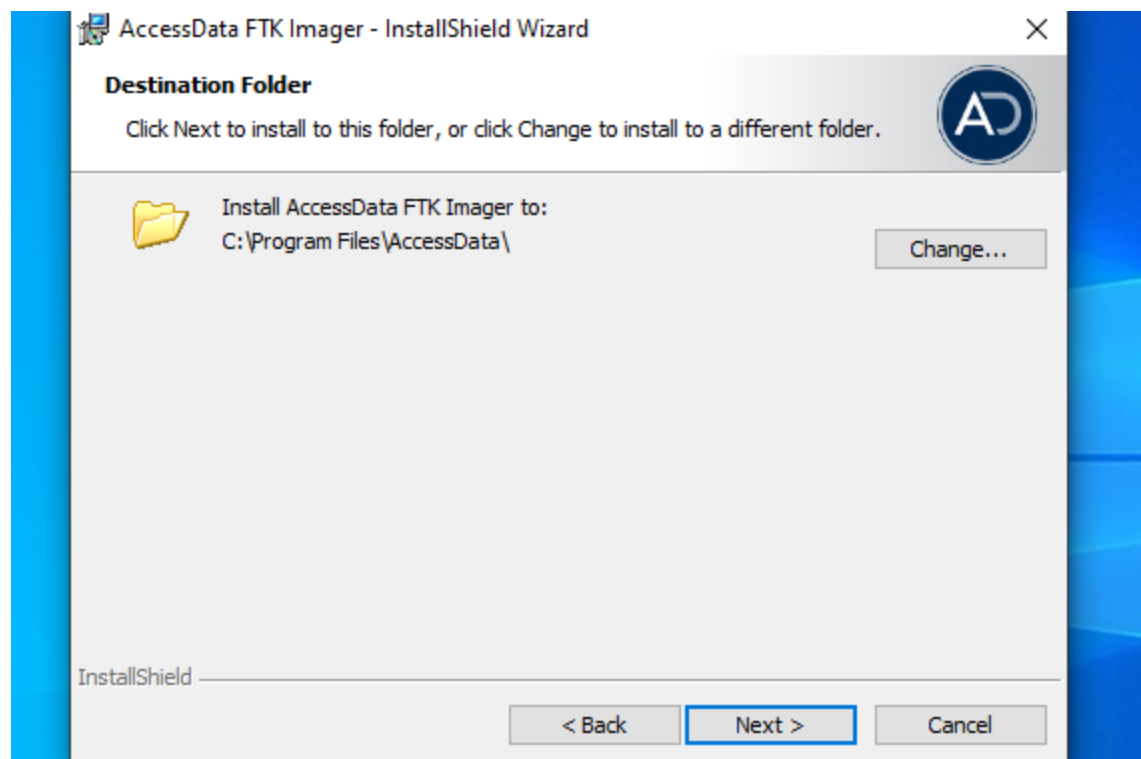 AccessData FTK Imager - InstallShield Wizard
Destination Folder
Click Next to install to this folder, or click Change to install to a different folder.
AD
Install AccessData FTK Imager to:
C:\Program Files\AccessData\
Change...
InstallShield
< Back
Next >
Cancel